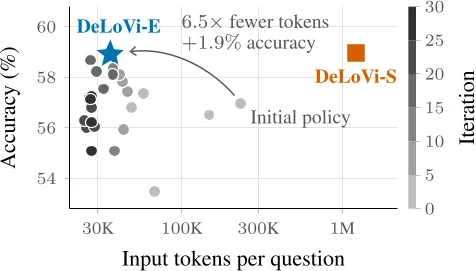 60
58
56
54
Accuracy (%)
DeLoVi-E
6.5× fewer tokens
+1.9% accuracy
DeLoVi-S
Initial policy
30K
100K
300K
1M
Input tokens per question
30
25
20
15
10
5
0
Iteration